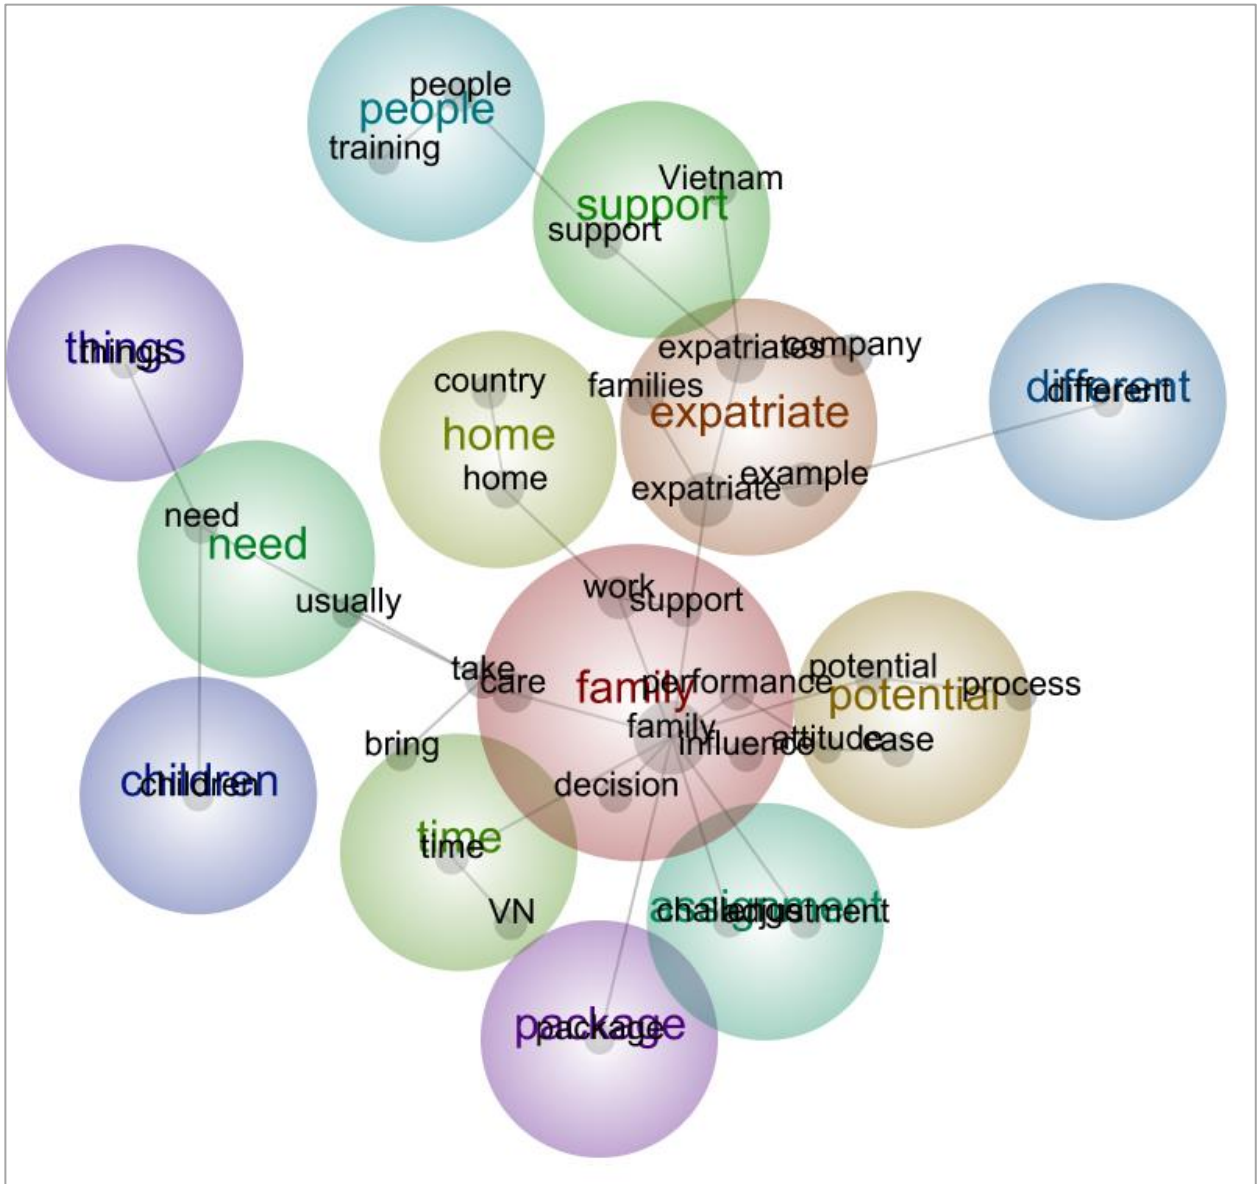 people
people
training
Vietnam
support
support
things
things
expatriates
company
country
families
different
different
expatriate
home
home
example
expatriate
need
need
usually
work
support
take
care
potential
performance
process
family
potential
family
influence
attitude
case
bring
decision
children
children
time
time
VN
assignment
challenge
adjustment
package
package